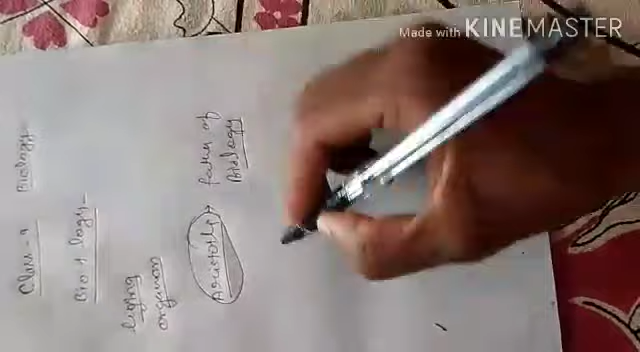 Made with KINEMASTER
Class - 9 Biology -
Bio + logy -
living
organism
Aristotle → father of
Biology